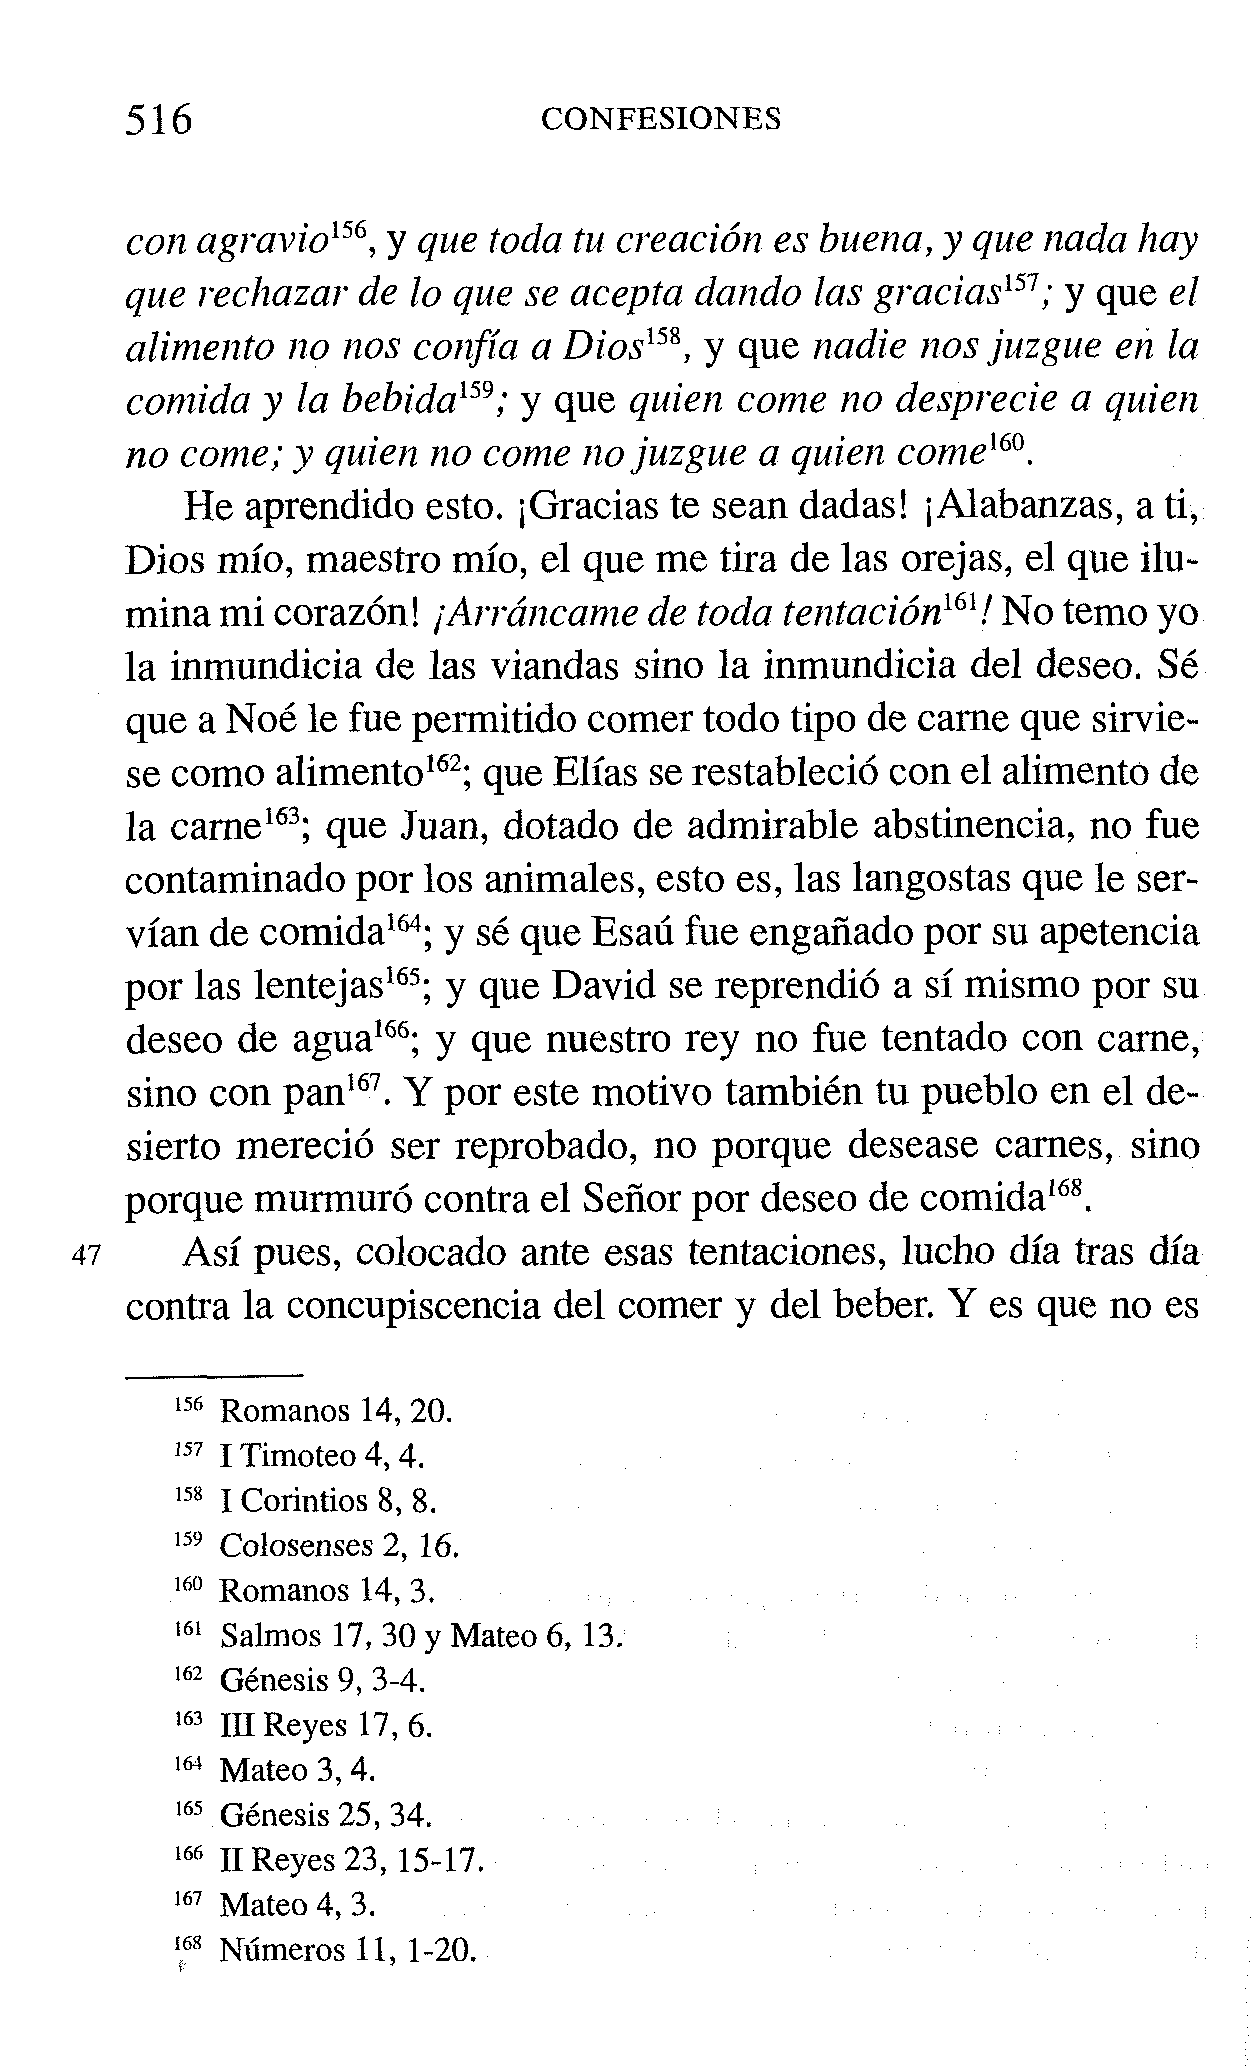 516 CONFESIONES
con agravio¹⁵⁶, y que toda tu creación es buena, y que nada hay
que rechazar de lo que se acepta dando las gracias¹⁵⁷; y que el
alimento no nos confía a Dios¹⁵⁸, y que nadie nos juzgue en la
comida y la bebida¹⁵⁹; y que quien come no desprecie a quien
no come; y quien no come no juzgue a quien come¹⁶⁰.
He aprendido esto. ¡Gracias te sean dadas! ¡Alabanzas, a ti,
Dios mío, maestro mío, el que me tira de las orejas, el que ilu-
mina mi corazón! ¡Arráncame de toda tentación¹⁶¹! No temo yo
la inmundicia de las viandas sino la inmundicia del deseo. Sé
que a Noé le fue permitido comer todo tipo de carne que sirvie-
se como alimento¹⁶²; que Elías se restableció con el alimento de
la carne¹⁶³; que Juan, dotado de admirable abstinencia, no fue
contaminado por los animales, esto es, las langostas que le ser-
vían de comida¹⁶⁴; y sé que Esaú fue engañado por su apetencia
por las lentejas¹⁶⁵; y que David se reprendió a sí mismo por su
deseo de agua¹⁶⁶; y que nuestro rey no fue tentado con carne,
sino con pan¹⁶⁷. Y por este motivo también tu pueblo en el de-
sierto mereció ser reprobado, no porque desease carnes, sino
porque murmuró contra el Señor por deseo de comida¹⁶⁸.
47 Así pues, colocado ante esas tentaciones, lucho día tras día
contra la concupiscencia del comer y del beber. Y es que no es
¹⁵⁶ Romanos 14, 20.
¹⁵⁷ I Timoteo 4, 4.
¹⁵⁸ I Corintios 8, 8.
¹⁵⁹ Colosenses 2, 16.
¹⁶⁰ Romanos 14, 3.
¹⁶¹ Salmos 17, 30 y Mateo 6, 13.
¹⁶² Génesis 9, 3-4.
¹⁶³ III Reyes 17, 6.
¹⁶⁴ Mateo 3, 4.
¹⁶⁵ Génesis 25, 34.
¹⁶⁶ II Reyes 23, 15-17.
¹⁶⁷ Mateo 4, 3.
¹⁶⁸ Números 11, 1-20.